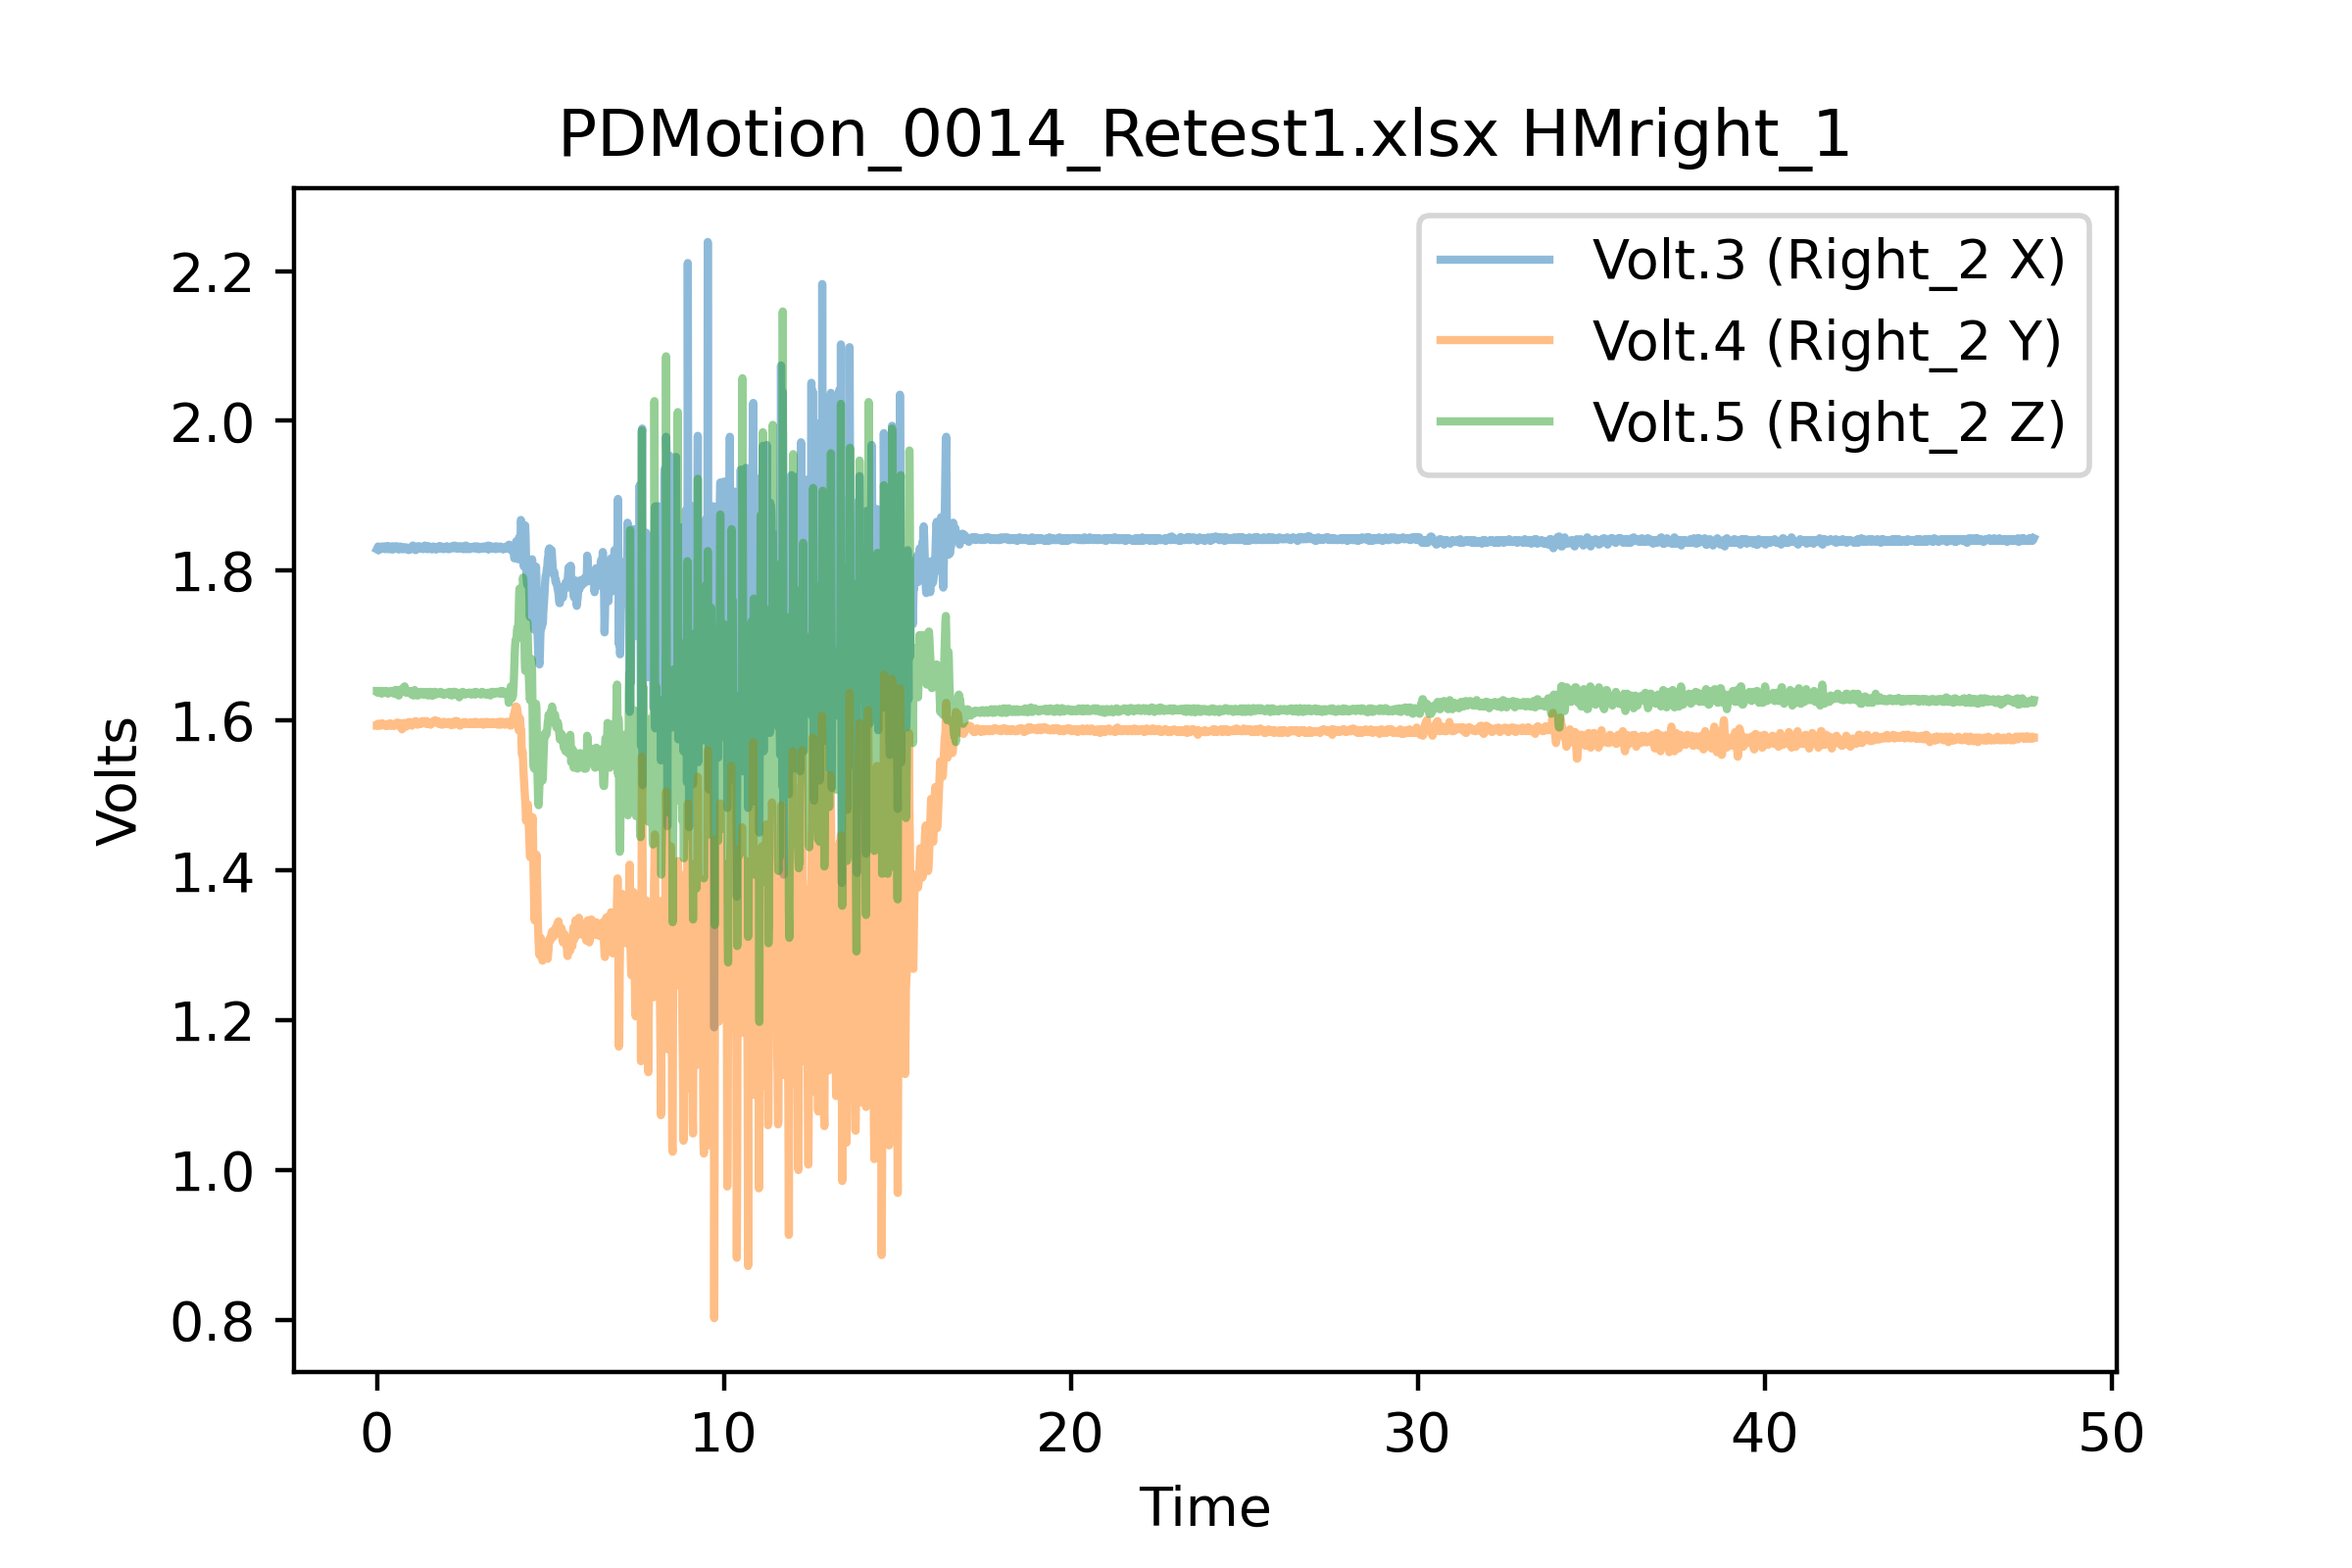 PDMotion_0014_Retest1.xlsx HMright_1
Volt.3 (Right_2 X)
Volt.4 (Right_2 Y)
Volt.5 (Right_2 Z)
2.2
2.0
1.8
1.6
1.4
1.2
1.0
0.8
Volts
0 10 20 30 40 50
Time